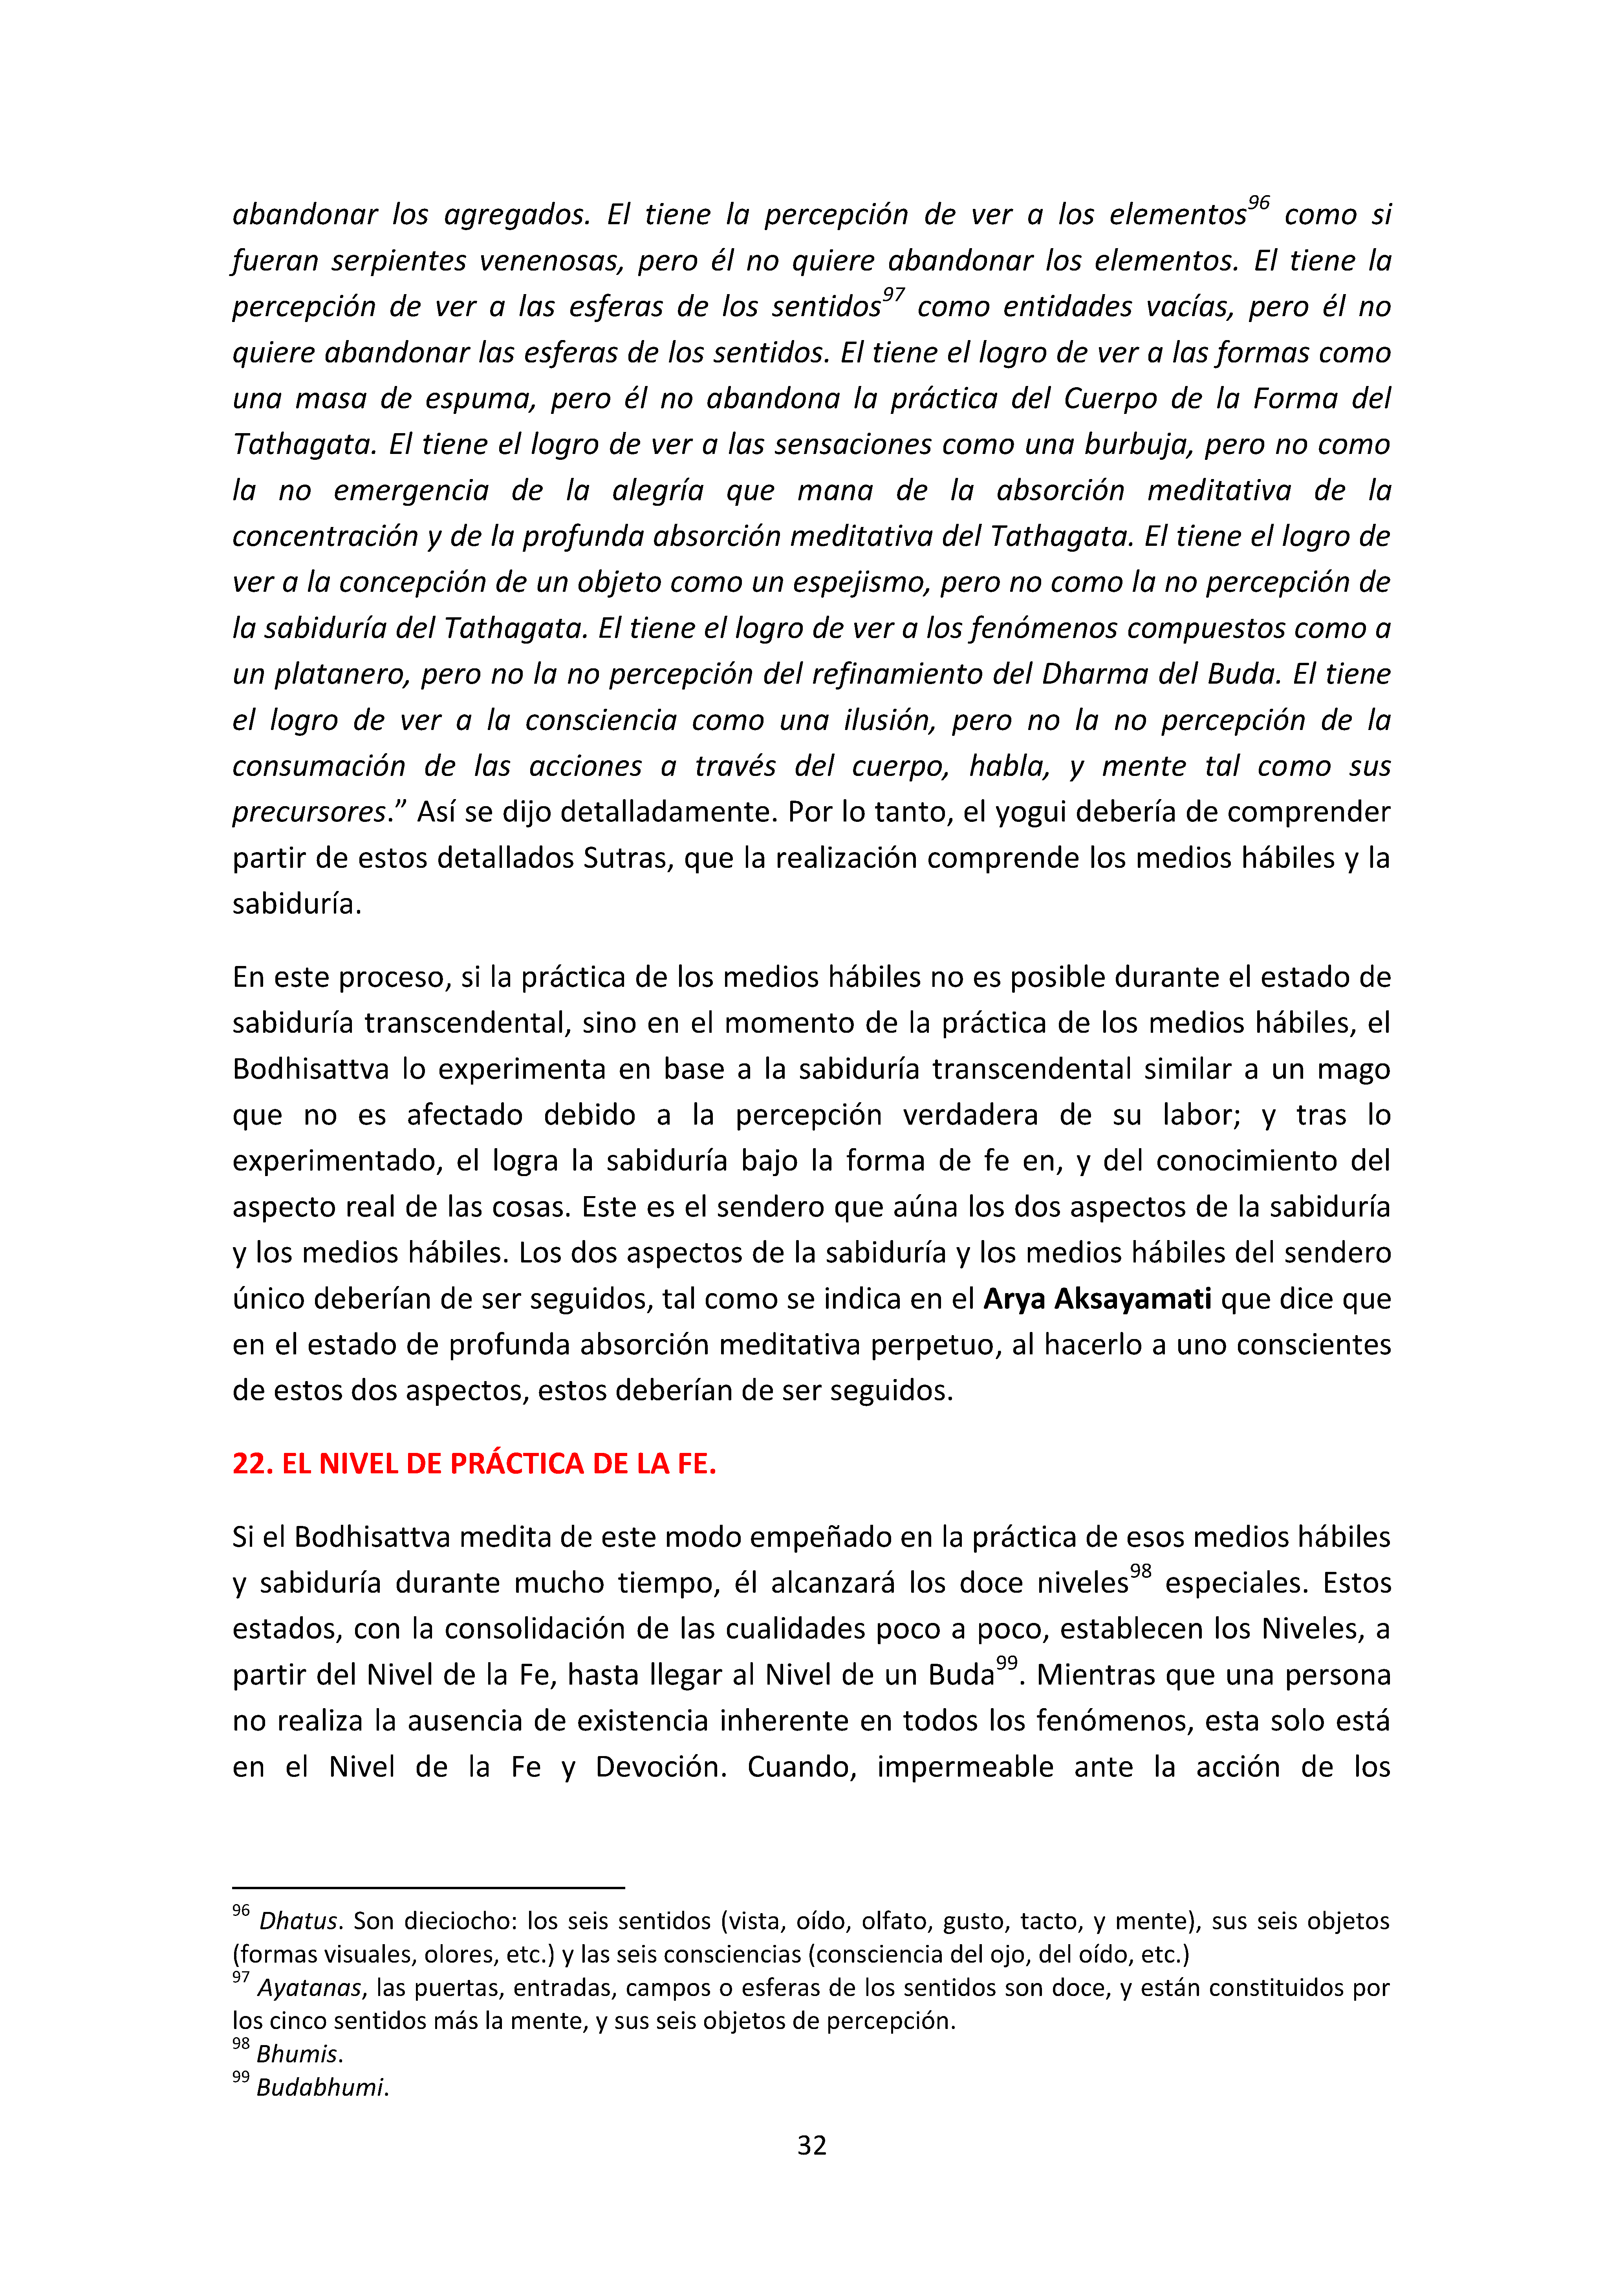 abandonar los agregados. El tiene la percepción de ver a los elementos96 como si
fueran serpientes venenosas, pero él no quiere abandonar los elementos. El tiene la
percepción de ver a las esferas de los sentidos97 como entidades vacías, pero él no
quiere abandonar las esferas de los sentidos. El tiene el logro de ver a las formas como
una masa de espuma, pero él no abandona la práctica del Cuerpo de la Forma del
Tathagata. El tiene el logro de ver a las sensaciones como una burbuja, pero no como
la no emergencia de la alegría que mana de la absorción meditativa de la
concentración y de la profunda absorción meditativa del Tathagata. El tiene el logro de
ver a la concepción de un objeto como un espejismo, pero no como la no percepción de
la sabiduría del Tathagata. El tiene el logro de ver a los fenómenos compuestos como a
un platanero, pero no la no percepción del refinamiento del Dharma del Buda. El tiene
el logro de ver a la consciencia como una ilusión, pero no la no percepción de la
consumación de las acciones a través del cuerpo, habla, y mente tal como sus
precursores.” Así se dijo detalladamente. Por lo tanto, el yogui debería de comprender
partir de estos detallados Sutras, que la realización comprende los medios hábiles y la
sabiduría.
En este proceso, si la práctica de los medios hábiles no es posible durante el estado de
sabiduría transcendental, sino en el momento de la práctica de los medios hábiles, el
Bodhisattva lo experimenta en base a la sabiduría transcendental similar a un mago
que no es afectado debido a la percepción verdadera de su labor; y tras lo
experimentado, el logra la sabiduría bajo la forma de fe en, y del conocimiento del
aspecto real de las cosas. Este es el sendero que aúna los dos aspectos de la sabiduría
y los medios hábiles. Los dos aspectos de la sabiduría y los medios hábiles del sendero
único deberían de ser seguidos, tal como se indica en el Arya Aksayamati que dice que
en el estado de profunda absorción meditativa perpetuo, al hacerlo a uno conscientes
de estos dos aspectos, estos deberían de ser seguidos.
22. EL NIVEL DE PRÁCTICA DE LA FE.
Si el Bodhisattva medita de este modo empeñado en la práctica de esos medios hábiles
y sabiduría durante mucho tiempo, él alcanzará los doce niveles98 especiales. Estos
estados, con la consolidación de las cualidades poco a poco, establecen los Niveles, a
partir del Nivel de la Fe, hasta llegar al Nivel de un Buda99. Mientras que una persona
no realiza la ausencia de existencia inherente en todos los fenómenos, esta solo está
en el Nivel de la Fe y Devoción. Cuando, impermeable ante la acción de los
96 Dhatus. Son dieciocho: los seis sentidos (vista, oído, olfato, gusto, tacto, y mente), sus seis objetos
(formas visuales, olores, etc.) y las seis consciencias (consciencia del ojo, del oído, etc.)
97 Ayatanas, las puertas, entradas, campos o esferas de los sentidos son doce, y están constituidos por
los cinco sentidos más la mente, y sus seis objetos de percepción.
98 Bhumis.
99 Budabhumi.
32